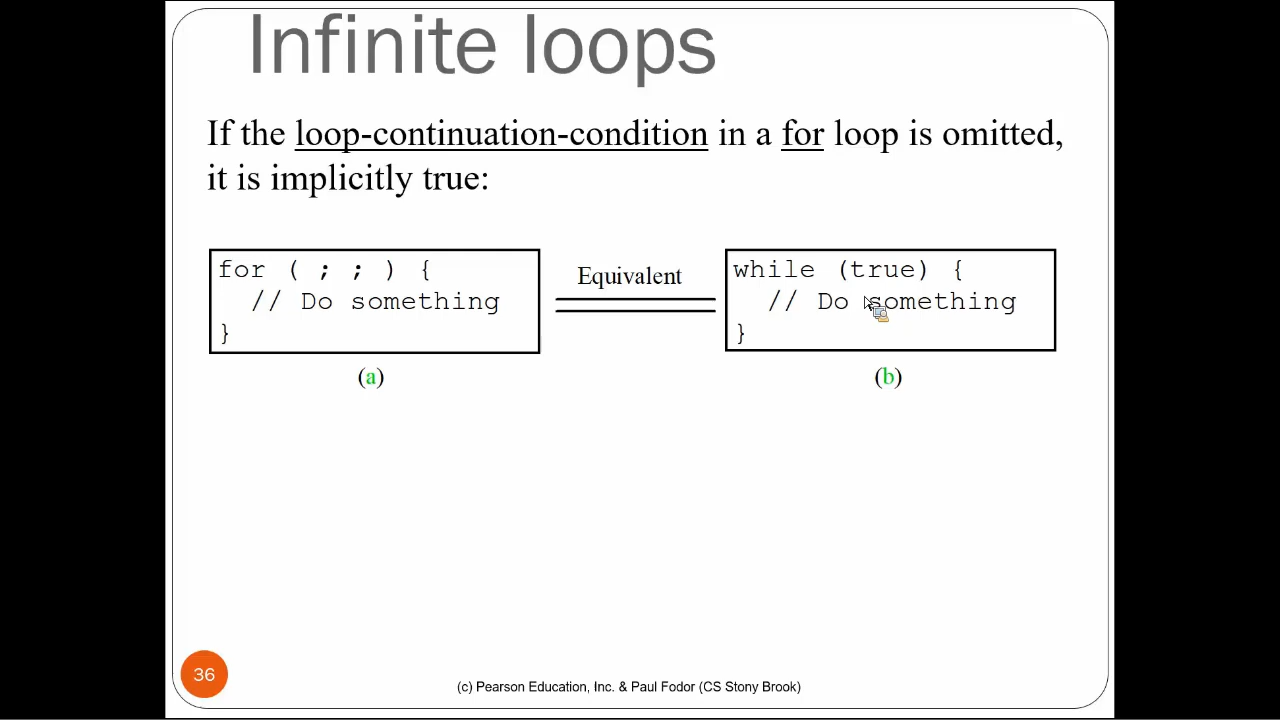 Infinite loops
If the loop-continuation-condition in a for loop is omitted,
it is implicitly true:
for ( ; ; ) {
  // Do something
}
(a)
Equivalent
while (true) {
  // Do something
}
(b)
36
(c) Pearson Education, Inc. & Paul Fodor (CS Stony Brook)